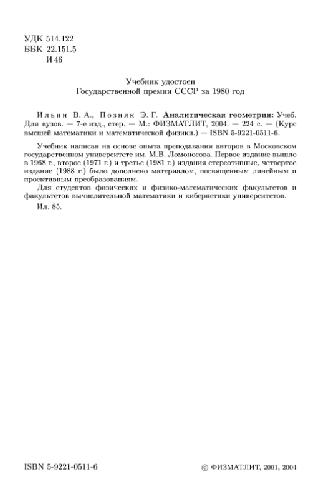 УДК 514.122
ББК 22.151.5
И 46
Учебник удостоен
Государственной премии СССР за 1980 год
Ильин В. А., Позняк Э. Г. Аналитическая геометрия: Учеб.
Для вузов. — 7-е изд., стер. — М.: ФИЗМАТЛИТ, 2004. — 224 с. — (Курс
высшей математики и математической физики.) — ISBN 5-9221-0511-6.
Учебник написан на основе опыта преподавания авторов в Московском
государственном университете им. М.В. Ломоносова. Первое издание вышло
в 1968 г., второе (1971 г.) и третье (1981 г.) издания стереотипные, четвертое
издание (1988 г.) было дополнено материалом, посвященным линейным и
проективным преобразованиям.
Для студентов физических и физико-математических факультетов и
факультетов вычислительной математики и кибернетики университетов.
Ил. 85.
ISBN 5-9221-0511-6
© ФИЗМАТЛИТ, 2001, 2004